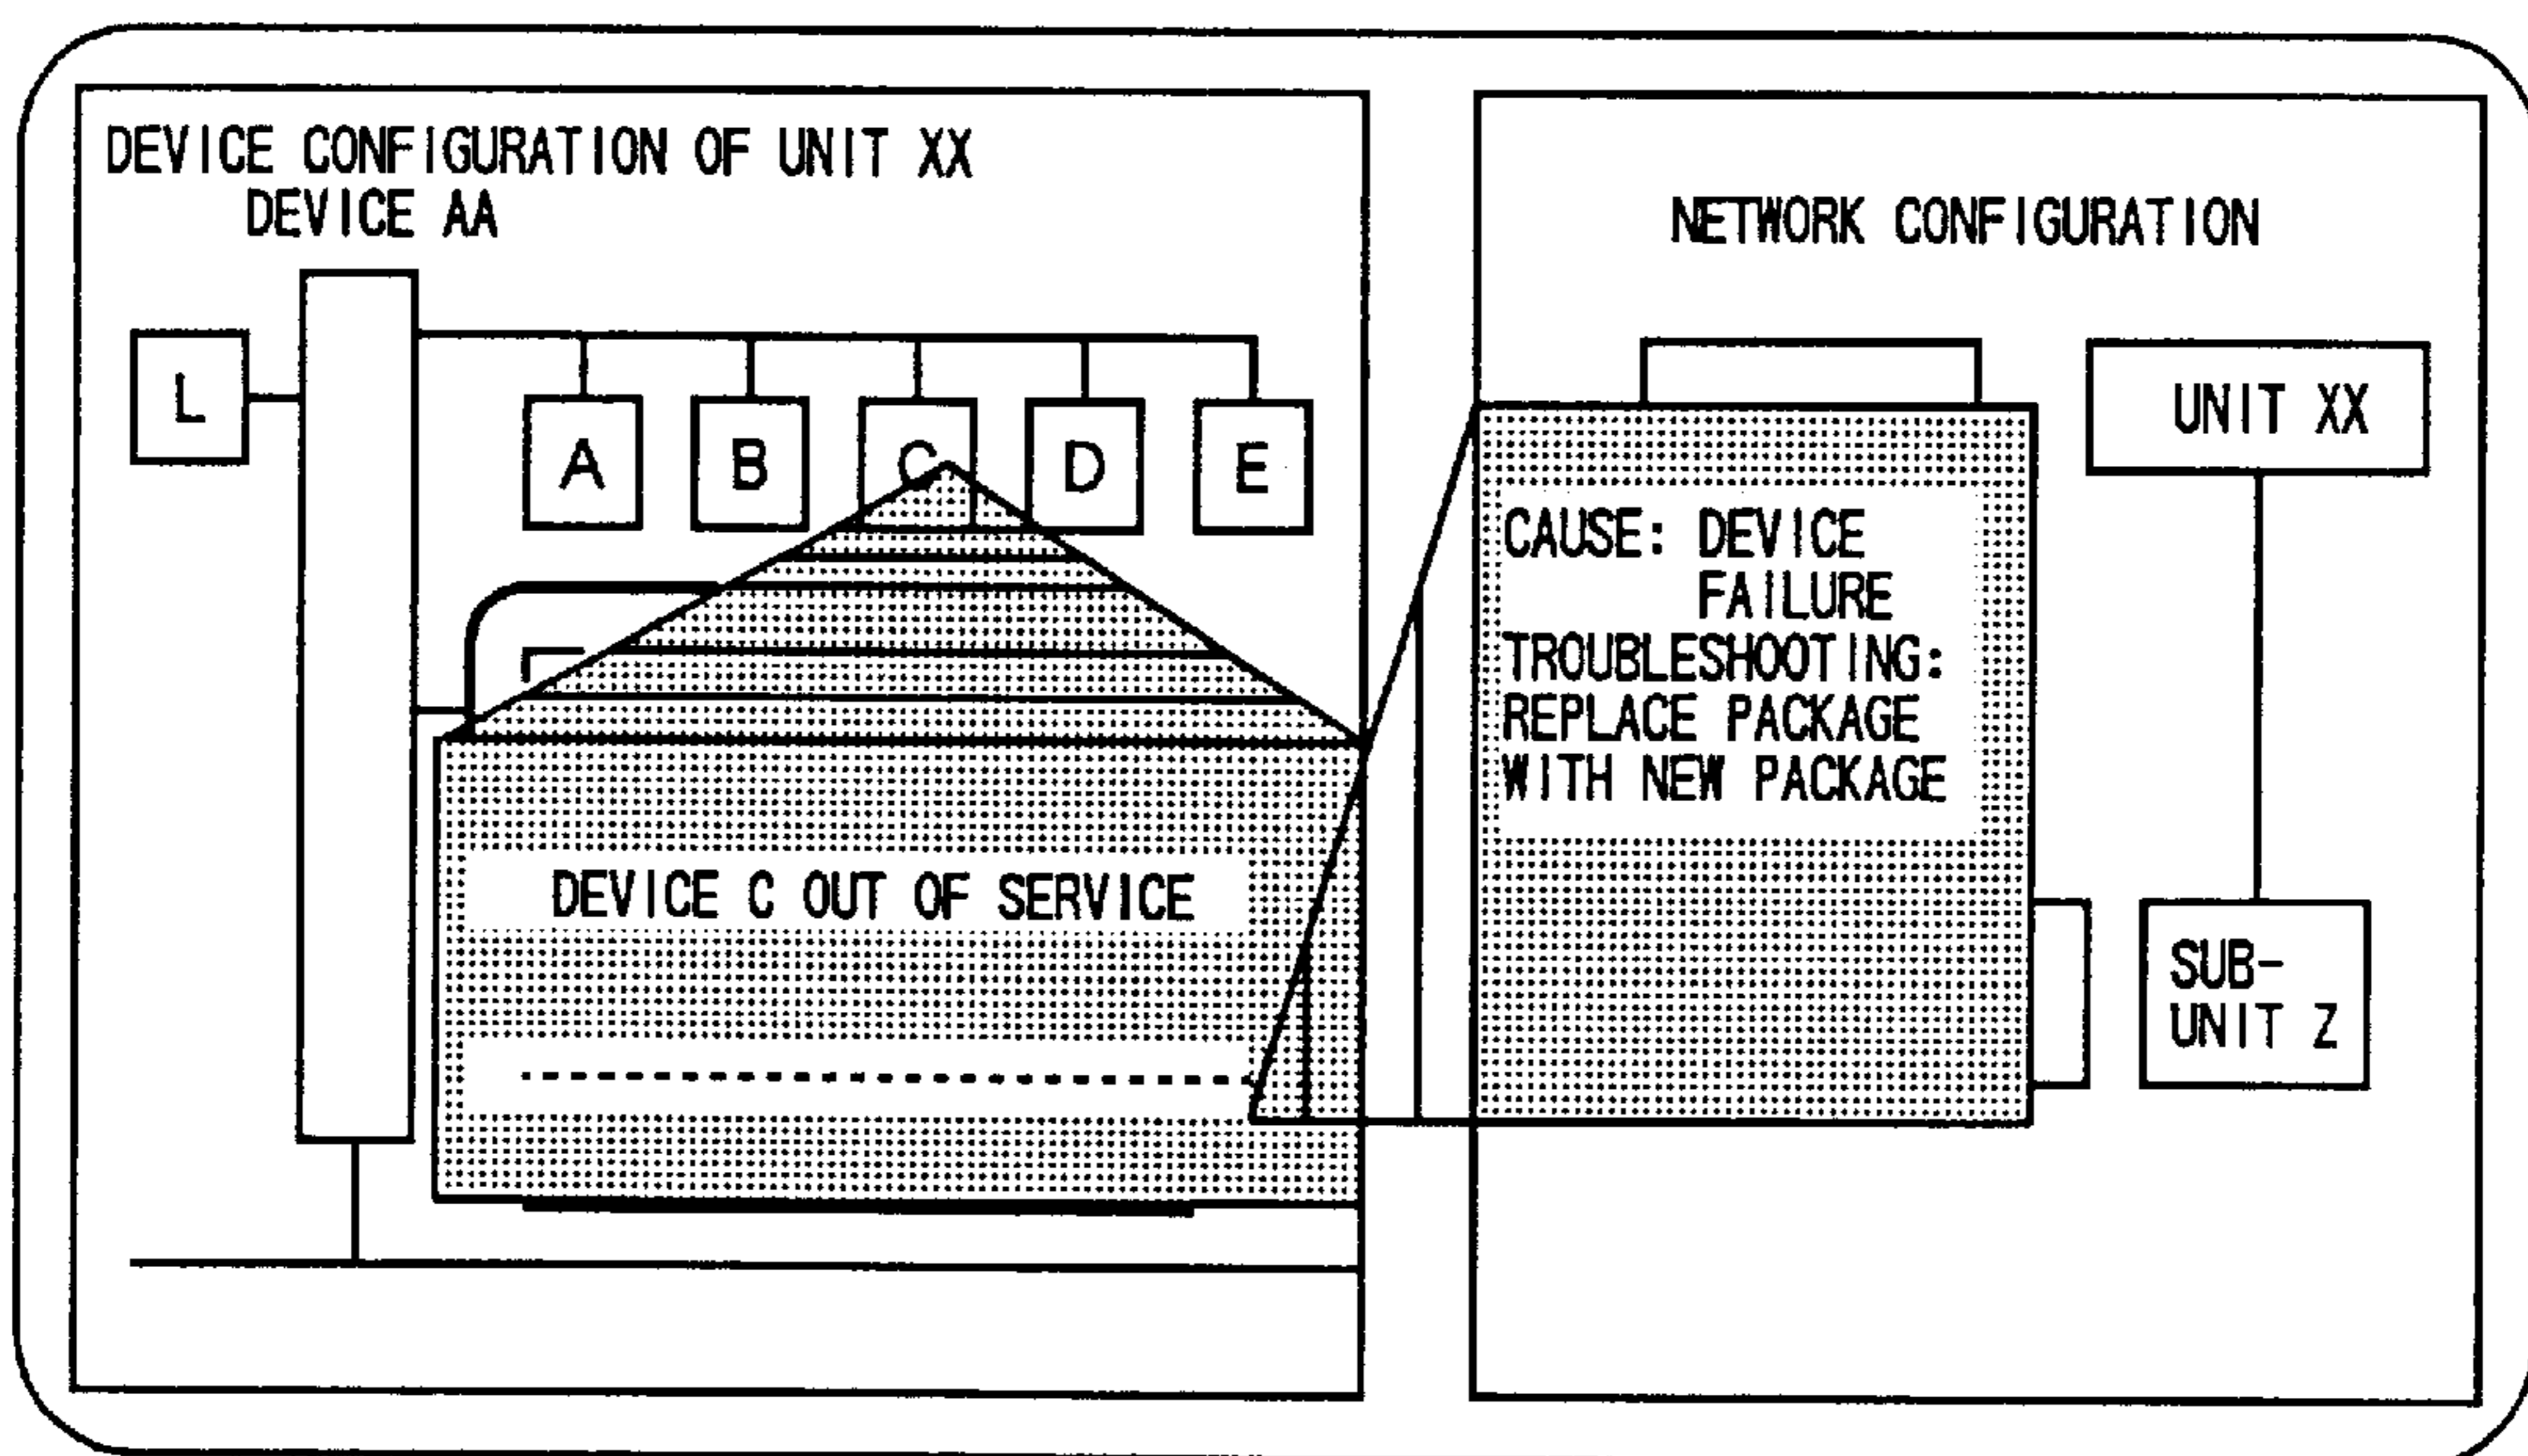 DEVICE CONFIGURATION OF UNIT XX
DEVICE AA
L
A
B
C
D
E
DEVICE C OUT OF SERVICE
NETWORK CONFIGURATION
UNIT XX
CAUSE: DEVICE
FAILURE
TROUBLESHOOTING:
REPLACE PACKAGE
WITH NEW PACKAGE
SUB-
UNIT Z